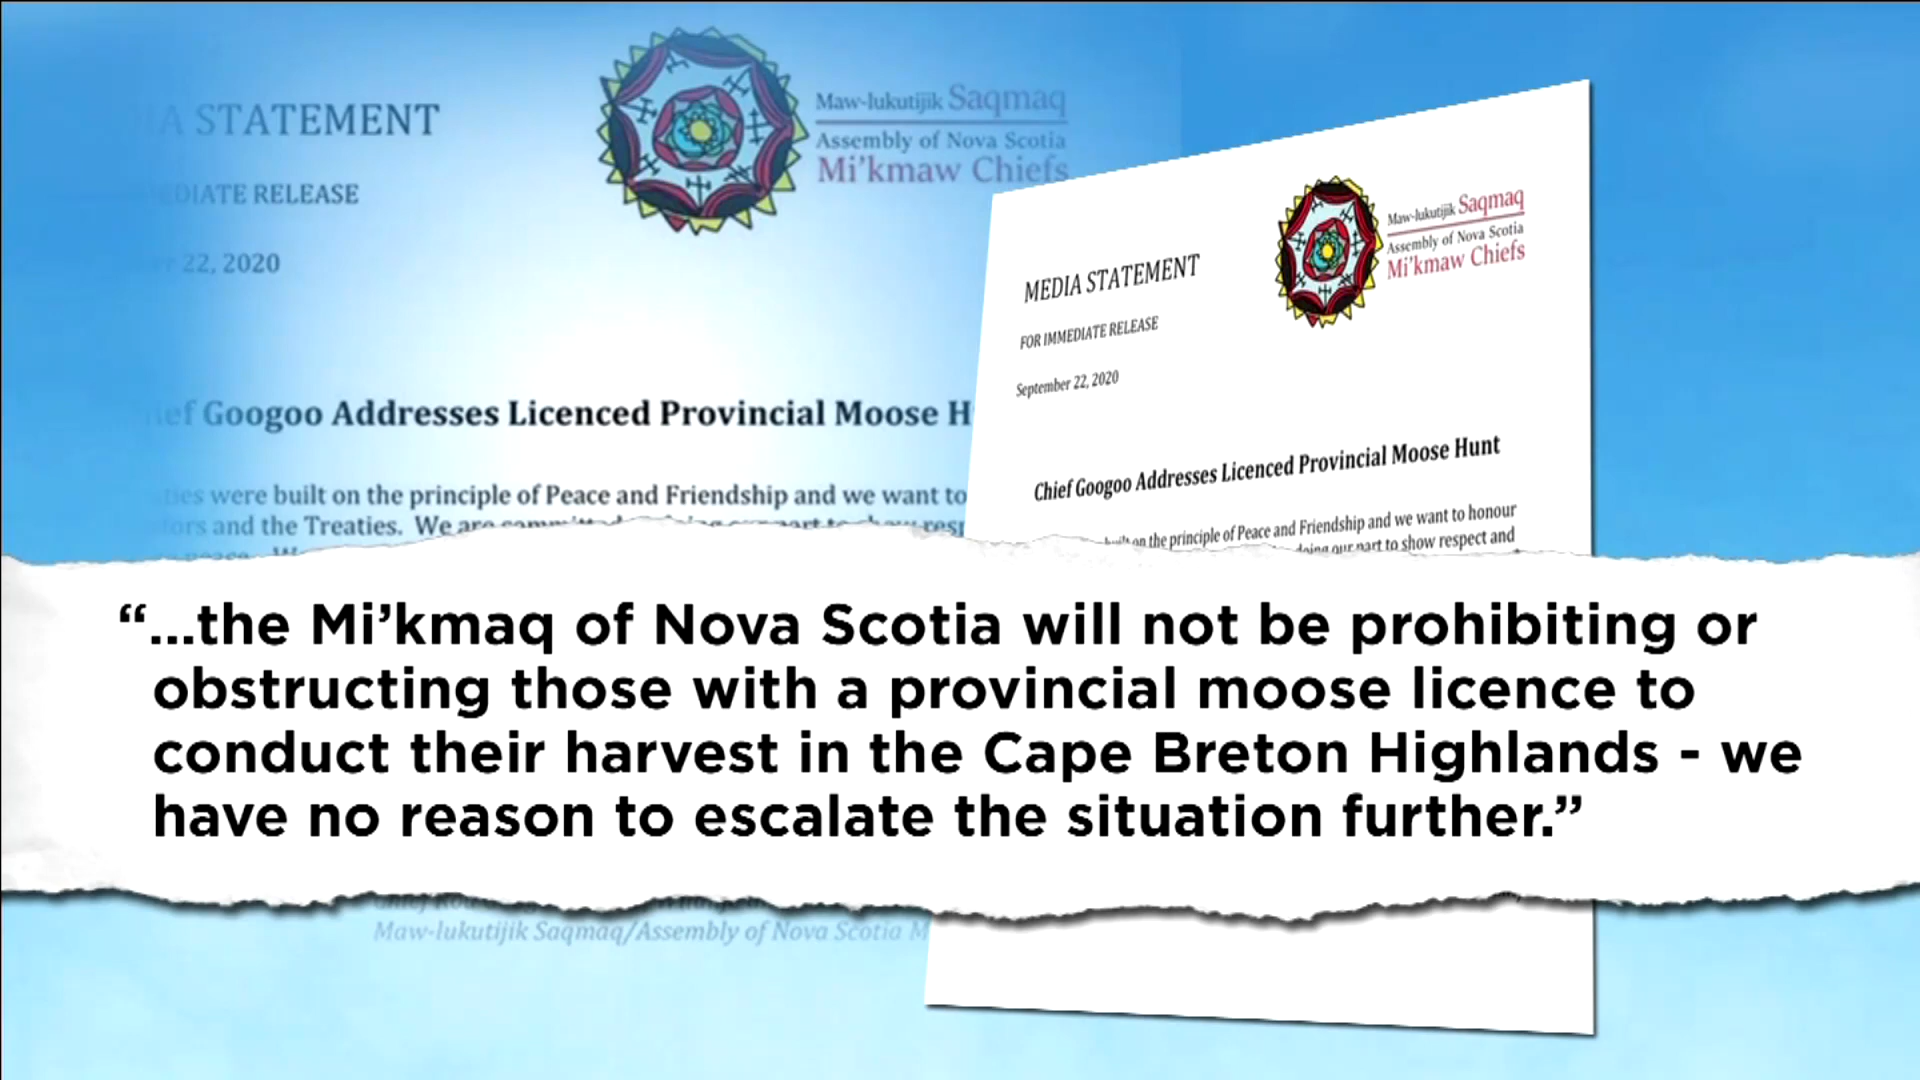 A STATEMENT
DIATE RELEASE
22, 2020
Maw-lukutijik Saqmaq
Assembly of Nova Scotia
Mi'kmaw Chiefs
ef Googoo Addresses Licenced Provincial Moose H
ties were built on the principle of Peace and Friendship and we want to
ors and the Treaties. We are
MEDIA STATEMENT
FOR IMMEDIATE RELEASE
September 22, 2020
Maw-lukutijik Saqmaq
Assembly of Nova Scotia
Mi'kmaw Chiefs
Chief Googoo Addresses Licenced Provincial Moose Hunt
on the principle of Peace and Friendship and we want to honour
doing our part to show respect and
“...the Mi’kmaq of Nova Scotia will not be prohibiting or
obstructing those with a provincial moose licence to
conduct their harvest in the Cape Breton Highlands - we
have no reason to escalate the situation further.”
Maw-lukutijik Saqmaq/Assembly of Nova Scotia M